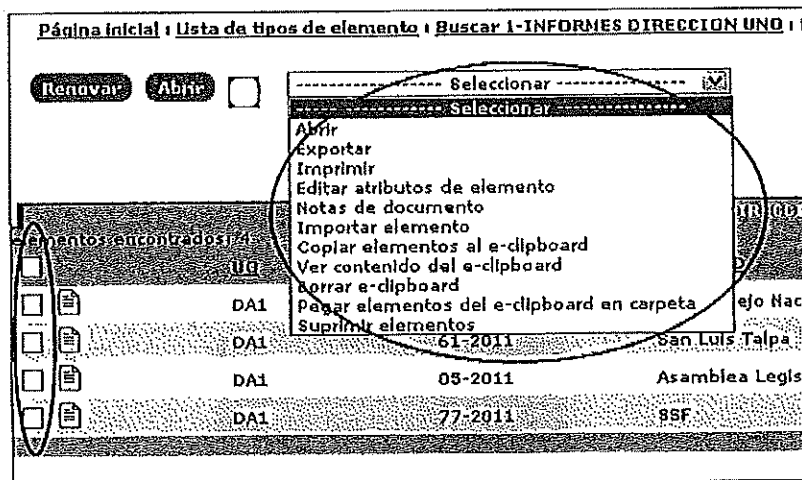 Página inicial : Lista de tipos de elemento : Buscar 1-INFORMES DIRECCION UNO :
Renovar Abrir ------------------ Seleccionar ----------------
------------------ Seleccionar ----------------
Abrir
Exportar
Imprimir
Editar atributos de elemento
Notas de documento
Importar elemento
Copiar elementos al e-clipboard
Ver contenido del e-clipboard
Borrar e-clipboard
Pegar elementos del e-clipboard en carpeta
Suprimir elementos
elementos encontrados: 4
DA1 ejo Nac
DA1 61-2011 San Luis Talpa
DA1 05-2011 Asamblea Legis
DA1 77-2011 SSF